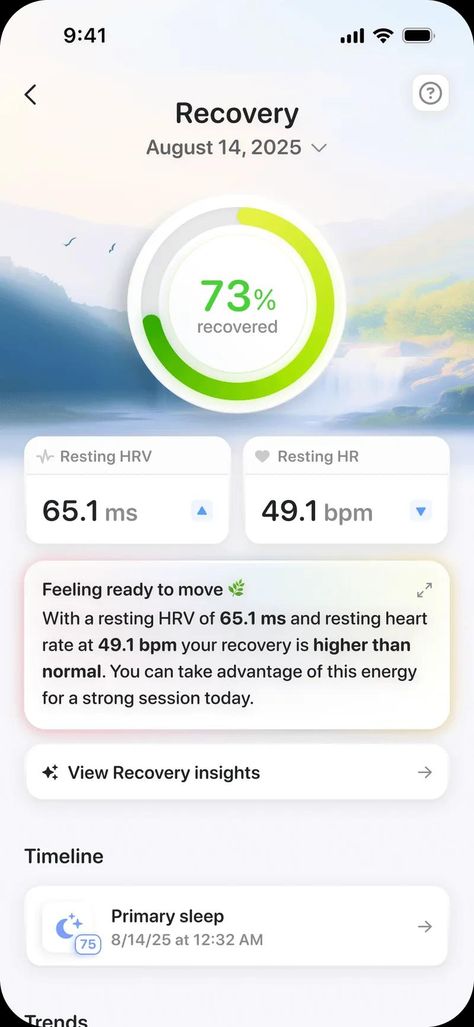 9:41
?
Recovery
August 14, 2025
73%
recovered
Resting HRV
Resting HR
65.1 ms
49.1 bpm
Feeling ready to move
With a resting HRV of 65.1 ms and resting heart
rate at 49.1 bpm your recovery is higher than
normal. You can take advantage of this energy
for a strong session today.
View Recovery insights
Timeline
Primary sleep
8/14/25 at 12:32 AM
75
Trends